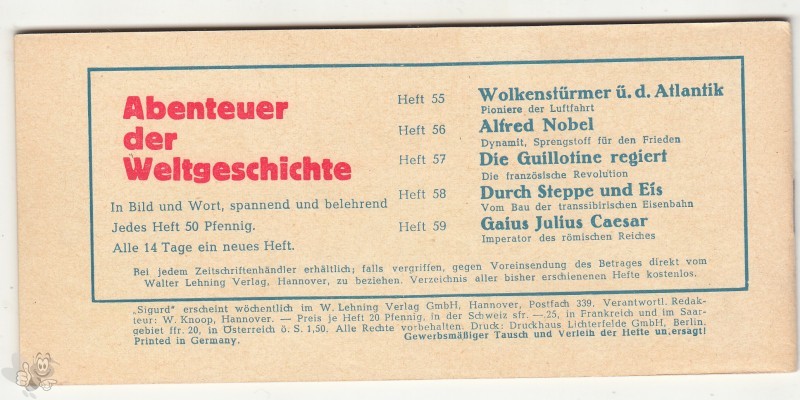 Abenteuer
der
Weltgeschichte
In Bild und Wort, spannend und belehrend
Jedes Heft 50 Pfennig.
Alle 14 Tage ein neues Heft.
Heft 55 Wolkenstürmer ü. d. Atlantik
Pioniere der Luftfahrt
Heft 56 Alfred Nobel
Dynamit, Sprengstoff für den Frieden
Heft 57 Die Guillotine regiert
Die französische Revolution
Heft 58 Durch Steppe und Eis
Vom Bau der transsibirischen Eisenbahn
Heft 59 Gaius Julius Caesar
Imperator des römischen Reiches
Bei jedem Zeitschriftenhändler erhältlich; falls vergriffen, gegen Voreinsendung des Betrages direkt vom
Walter Lehning Verlag, Hannover, zu beziehen. Verzeichnis aller bisher erschienenen Hefte kostenlos.
„Sigurd" erscheint wöchentlich im W. Lehning Verlag GmbH, Hannover, Postfach 339. Verantwortl. Redak-
teur: W. Knoop, Hannover. — Preis je Heft 20 Pfennig, in der Schweiz sfr. —.25, in Frankreich und im Saar-
gebiet ffr. 20, in Österreich ö. S. 1,50. Alle Rechte vorbehalten. Druck: Druckhaus Lichterfelde GmbH, Berlin.
Printed in Germany. Gewerbsmäßiger Tausch und Verleih der Hefte un.ersagt!